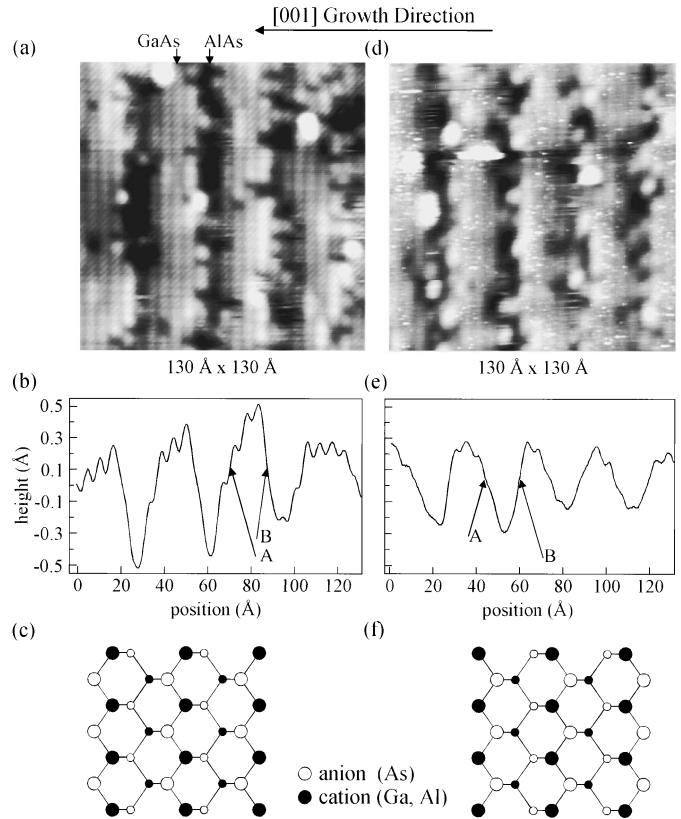 [001] Growth Direction
(a)
GaAs AlAs
(d)
130 Å x 130 Å
130 Å x 130 Å
(b)
(e)
height (Å)
0.5
0.3
0.1
-0.1
-0.3
-0.5
B
A
A
B
0 20 40 60 80 100 120
0 20 40 60 80 100 120
position (Å)
position (Å)
(c)
(f)
anion (As)
cation (Ga, Al)